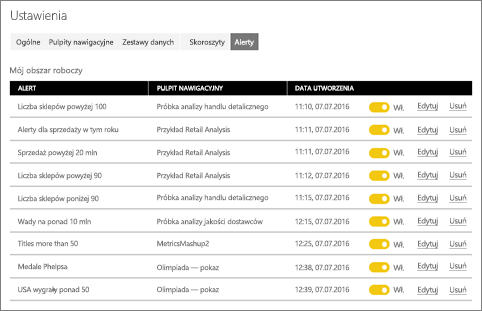 Ustawienia
Ogólne Pulpity nawigacyjne Zestawy danych Skoroszyty Alerty
Mój obszar roboczy
ALERT PULPIT NAWIGACYJNY DATA UTWORZENIA
Liczba sklepów powyżej 100 Próbka analizy handlu detalicznego 11:10, 07.07.2016 Wł. Edytuj Usuń
Alerty dla sprzedaży w tym roku Przykład Retail Analysis 11:11, 07.07.2016 Wł. Edytuj Usuń
Sprzedaż powyżej 20 mln Przykład Retail Analysis 11:11, 07.07.2016 Wł. Edytuj Usuń
Liczba sklepów powyżej 90 Przykład Retail Analysis 11:12, 07.07.2016 Wł. Edytuj Usuń
Liczba sklepów poniżej 90 Próbka analizy handlu detalicznego 11:15, 07.07.2016 Wł. Edytuj Usuń
Wady na ponad 10 mln Próbka analizy jakości dostawców 12:15, 07.07.2016 Wł. Edytuj Usuń
Titles more than 50 MetricsMashup2 12:25, 07.07.2016 Wł. Edytuj Usuń
Medale Phelpsa Olimpiada — pokaz 12:38, 07.07.2016 Wł. Edytuj Usuń
USA wygrały ponad 50 Olimpiada — pokaz 12:39, 07.07.2016 Wł. Edytuj Usuń